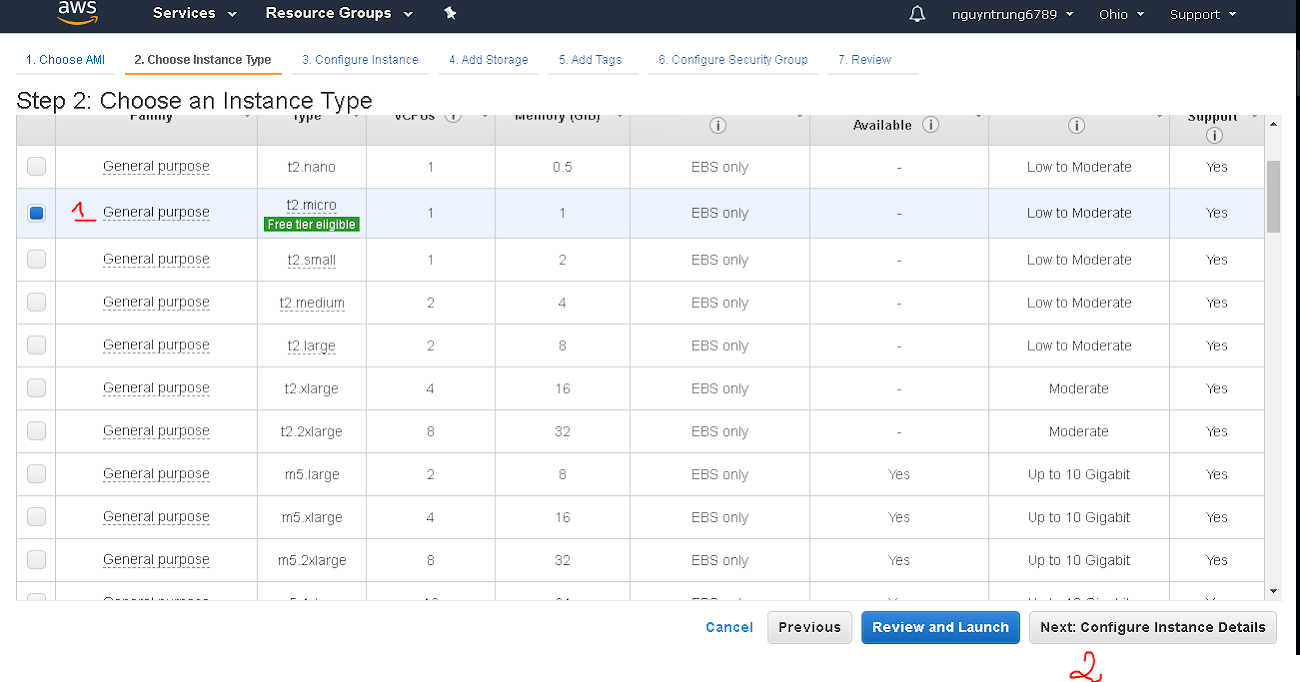 aws Services Resource Groups nguyntrung6789 Ohio Support
1. Choose AMI 2. Choose Instance Type 3. Configure Instance 4. Add Storage 5. Add Tags 6. Configure Security Group 7. Review
Step 2: Choose an Instance Type
Family Type vCPUs i Memory (GiB) i Available i i Support i
General purpose t2.nano 1 0.5 EBS only - Low to Moderate Yes
1 General purpose t2.micro Free tier eligible 1 1 EBS only - Low to Moderate Yes
General purpose t2.small 1 2 EBS only - Low to Moderate Yes
General purpose t2.medium 2 4 EBS only - Low to Moderate Yes
General purpose t2.large 2 8 EBS only - Low to Moderate Yes
General purpose t2.xlarge 4 16 EBS only - Moderate Yes
General purpose t2.2xlarge 8 32 EBS only - Moderate Yes
General purpose m5.large 2 8 EBS only Yes Up to 10 Gigabit Yes
General purpose m5.xlarge 4 16 EBS only Yes Up to 10 Gigabit Yes
General purpose m5.2xlarge 8 32 EBS only Yes Up to 10 Gigabit Yes
Cancel Previous Review and Launch Next: Configure Instance Details
2